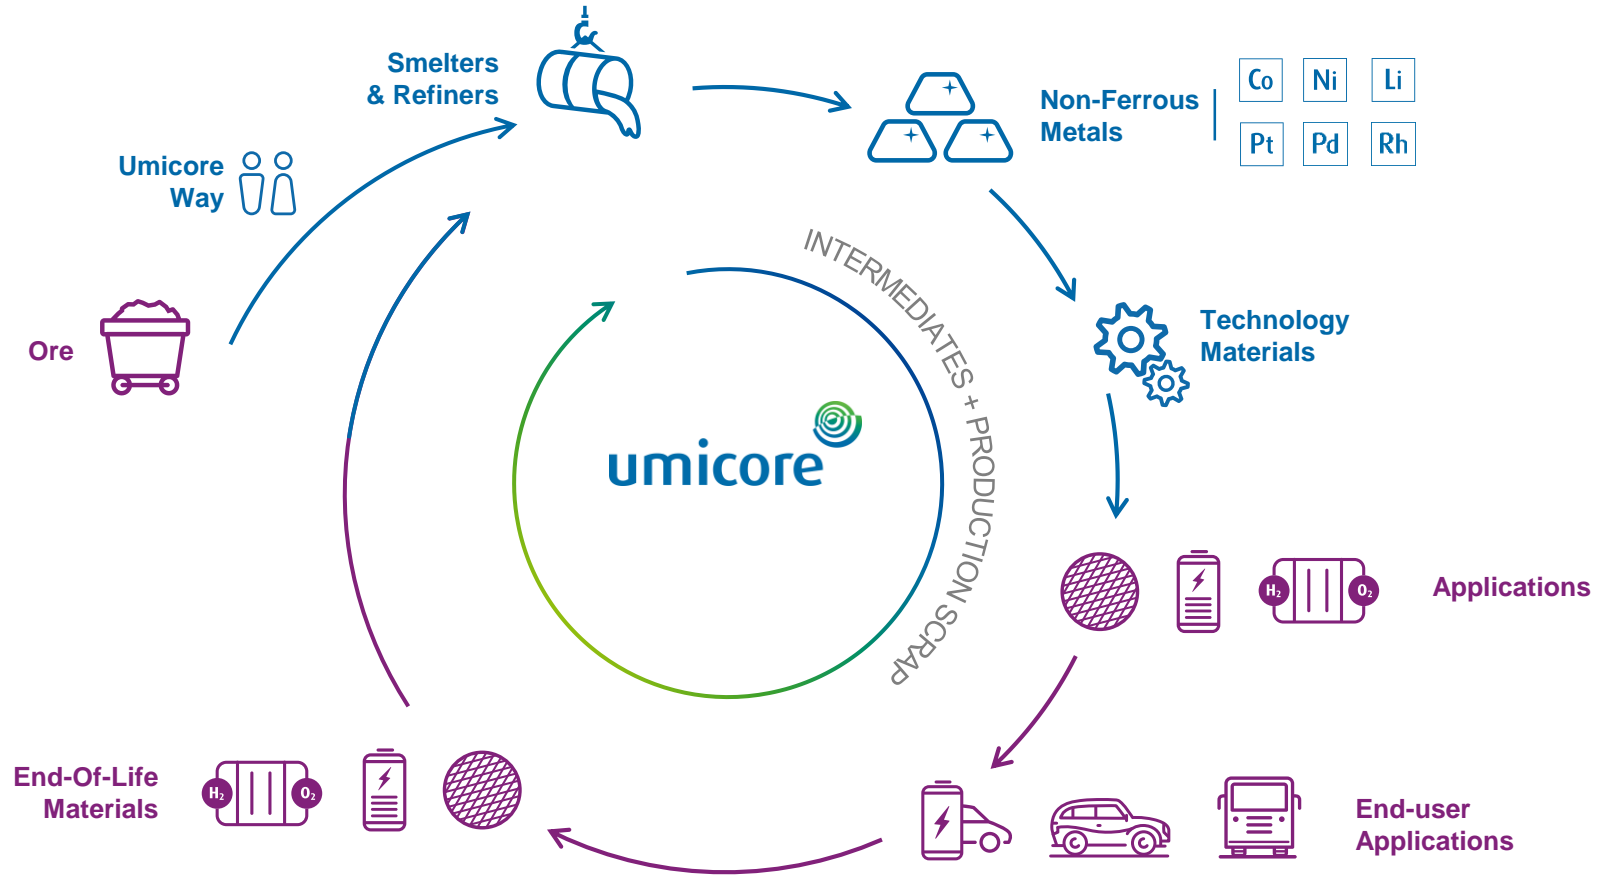 Smelters
& Refiners
Non-Ferrous
Metals
Co Ni Li
Pt Pd Rh
Umicore
Way
Ore
INTERMEDIATES + PRODUCTION SCRAP
Technology
Materials
umicore
H₂ O₂
Applications
End-Of-Life
Materials
H₂ O₂
End-user
Applications